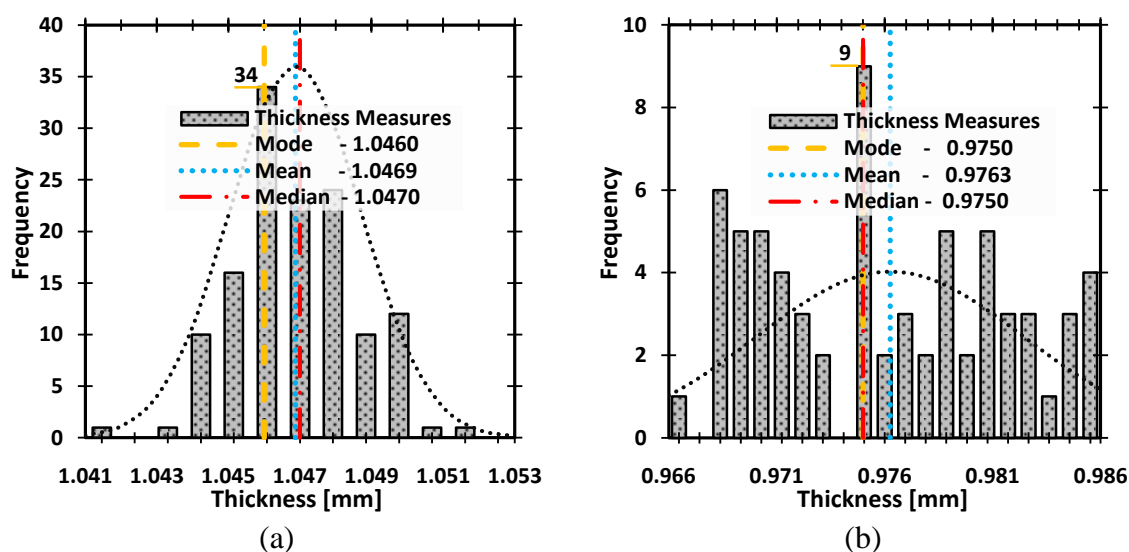 40
35
30
25
20
15
10
5
0
Frequency
34
Thickness Measures
Mode - 1.0460
Mean - 1.0469
Median - 1.0470
1.041 1.043 1.045 1.047 1.049 1.051 1.053
Thickness [mm]
(a)
10
8
6
4
2
0
Frequency
9
Thickness Measures
Mode - 0.9750
Mean - 0.9763
Median - 0.9750
0.966 0.971 0.976 0.981 0.986
Thickness [mm]
(b)